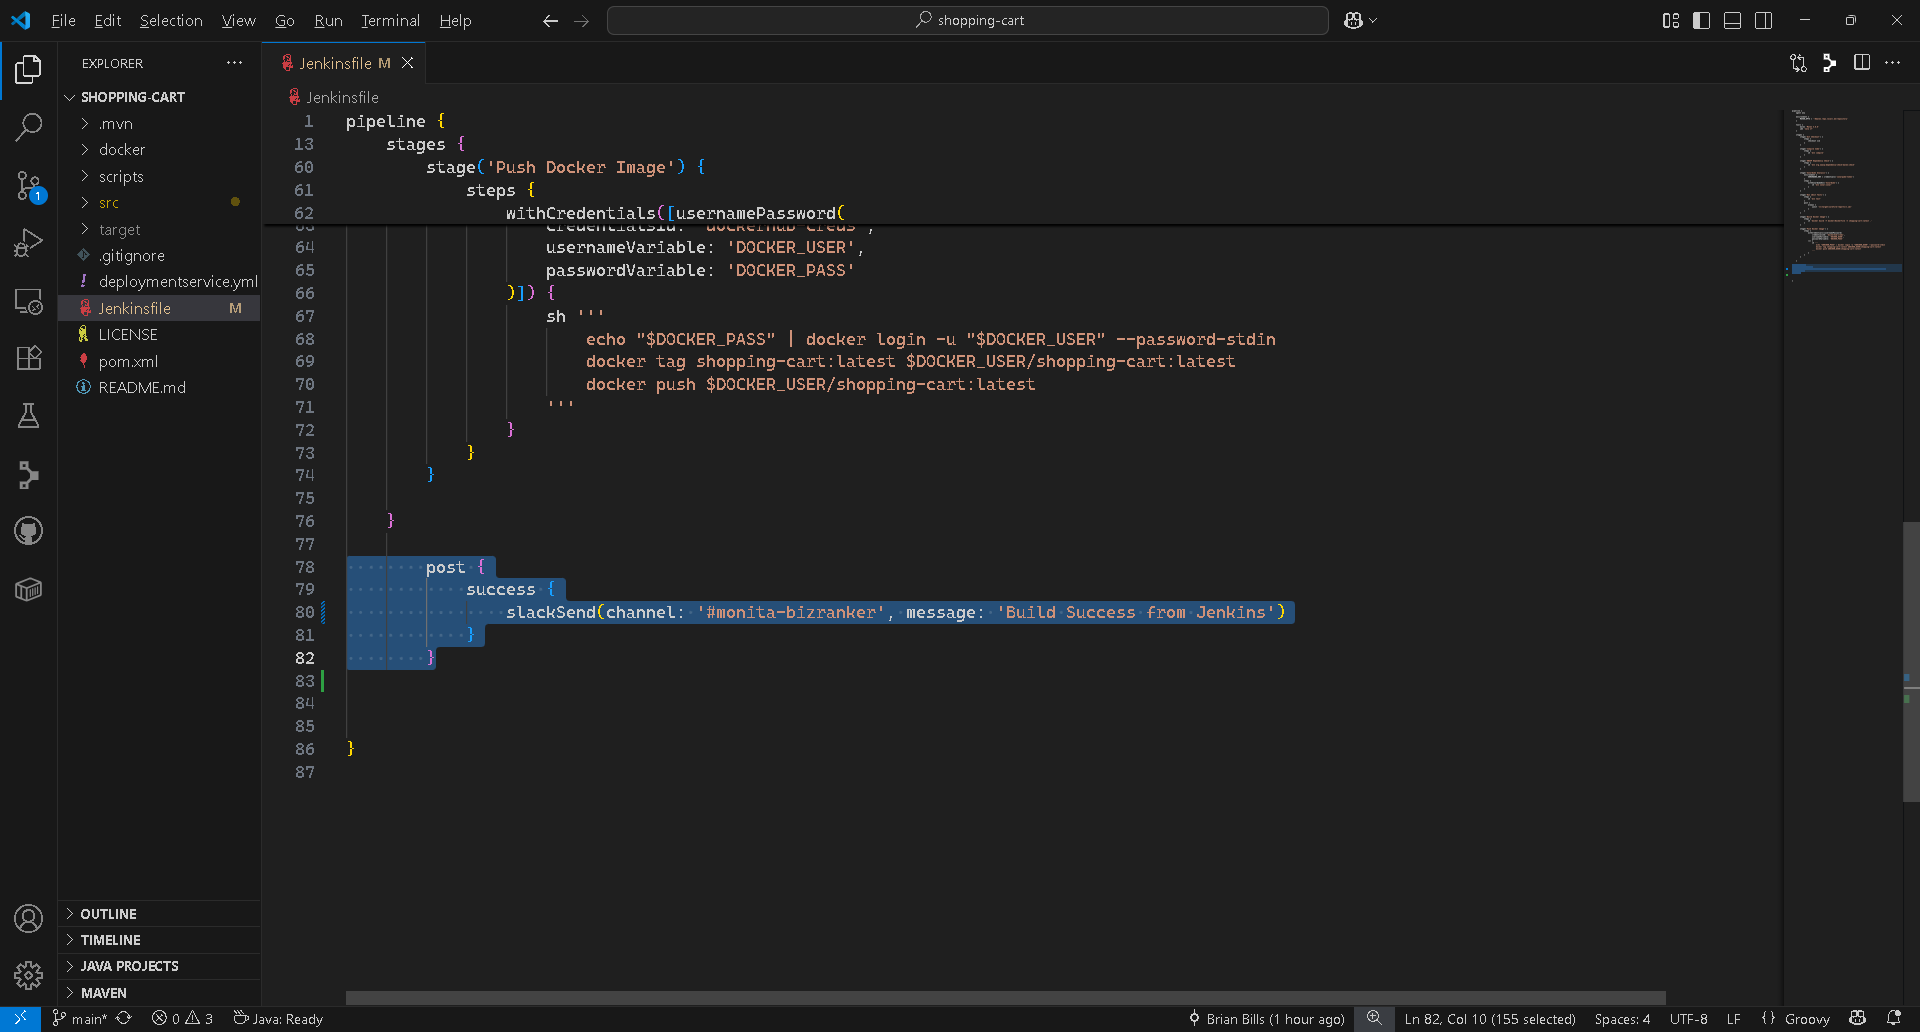 File Edit Selection View Go Run Terminal Help
shopping-cart
EXPLORER
Jenkinsfile M
SHOPPING-CART
Jenkinsfile
.mvn
docker
scripts
src
target
.gitignore
deploymentservice.yml
Jenkinsfile M
LICENSE
pom.xml
README.md
1 pipeline {
13 stages {
60 stage('Push Docker Image') {
61 steps {
62 withCredentials([usernamePassword(
63 credentialsId: 'dockerhub-creds',
64 usernameVariable: 'DOCKER_USER',
65 passwordVariable: 'DOCKER_PASS'
66 )]) {
67 sh '''
68 echo "$DOCKER_PASS" | docker login -u "$DOCKER_USER" --password-stdin
69 docker tag shopping-cart:latest $DOCKER_USER/shopping-cart:latest
70 docker push $DOCKER_USER/shopping-cart:latest
71 '''
72 }
73 }
74 }
75
76 }
77
78 post {
79 success {
80 slackSend(channel: '#monita-bizranker', message: 'Build Success from Jenkins')
81 }
82 }
83
84
85
86 }
87
1
OUTLINE
TIMELINE
JAVA PROJECTS
MAVEN
main* 0 3 Java: Ready Brian Bills (1 hour ago) Ln 82, Col 10 (155 selected) Spaces: 4 UTF-8 LF {} Groovy